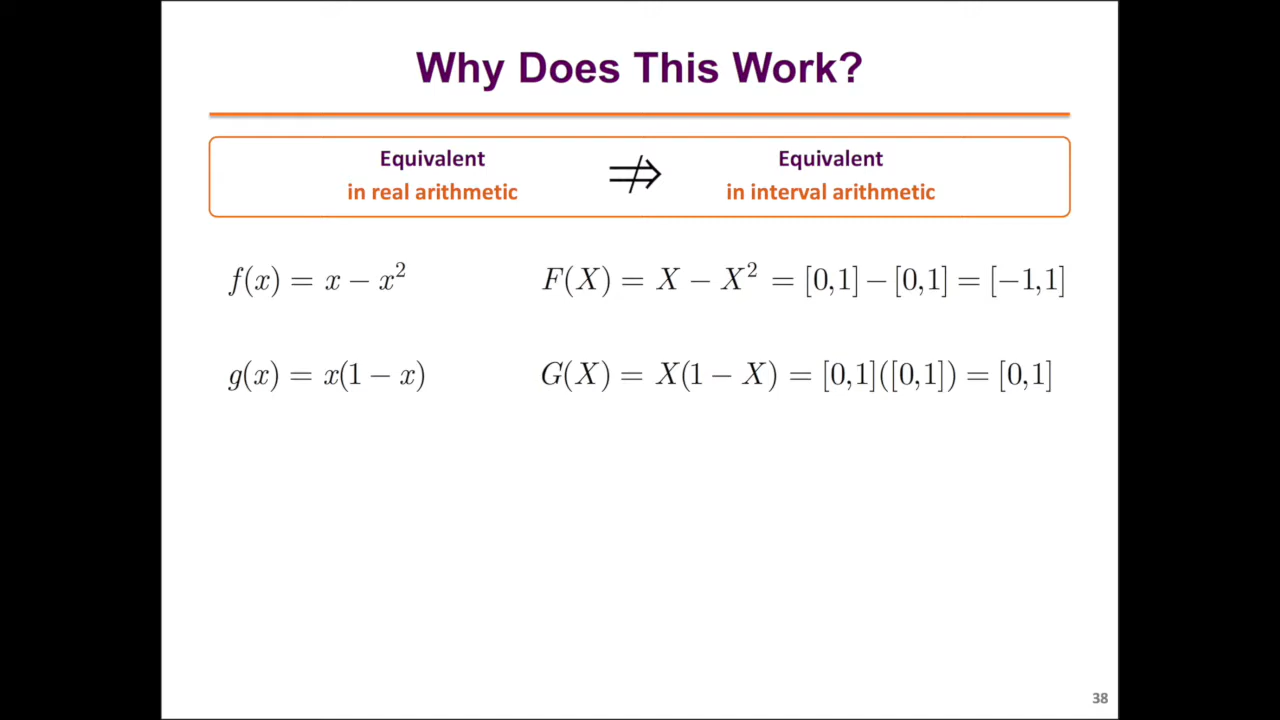 Why Does This Work?
Equivalent ⇏ Equivalent
in real arithmetic in interval arithmetic
f(x) = x − x² F(X) = X − X² = [0,1] − [0,1] = [−1,1]
g(x) = x(1 − x) G(X) = X(1 − X) = [0,1]([0,1]) = [0,1]
38